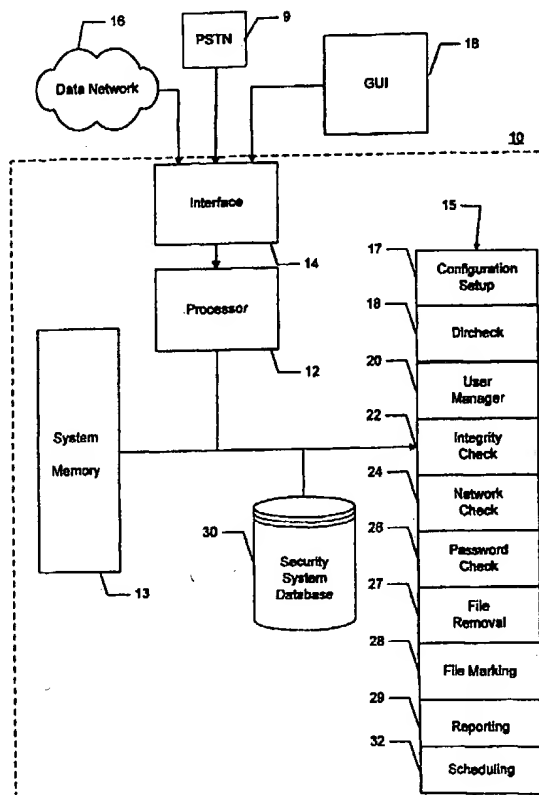 16
9
PSTN
18
Data Network
GUI
10
Interface
14
15
17
Configuration
Setup
Processor
12
18
Dircheck
20
User
Manager
System
Memory
22
Integrity
Check
24
Network
Check
30
Security
System
Database
26
Password
Check
13
27
File
Removal
28
File Marking
29
Reporting
32
Scheduling